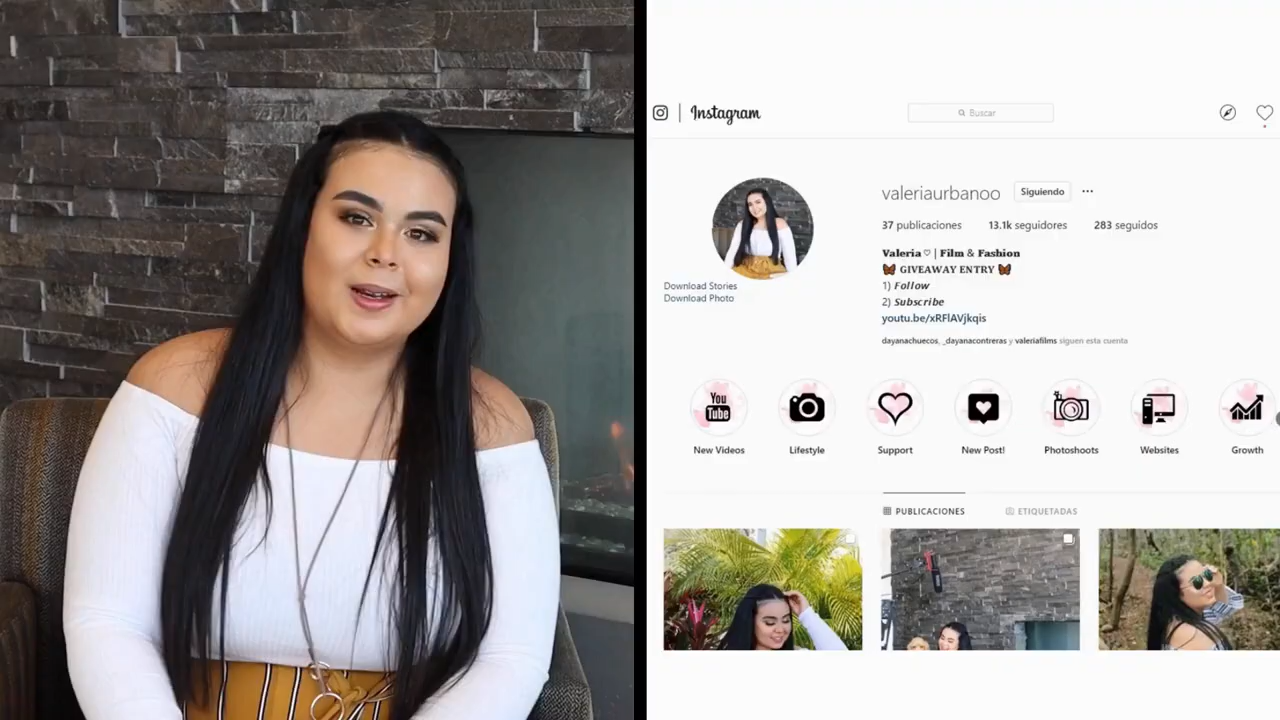 Instagram
Buscar
valeriaurbanoo Siguiendo
37 publicaciones 13.1k seguidores 283 seguidos
Valeria ♡ | Film & Fashion
🦋 GIVEAWAY ENTRY 🦋
1) Follow
2) Subscribe
youtu.be/xRFlAVjkqis
dayanachuecos, _dayanacontreras y valeriafilms siguen esta cuenta
Download Stories
Download Photo
You
Tube
New Videos Lifestyle Support New Post! Photoshoots Websites Growth
PUBLICACIONES ETIQUETADAS